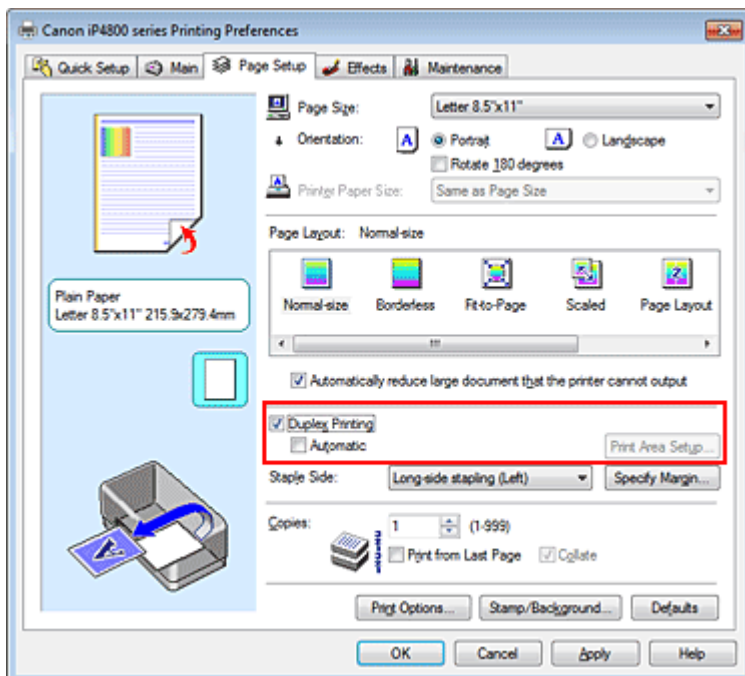 Canon iP4800 series Printing Preferences
Quick Setup Main Page Setup Effects Maintenance
Page Size: Letter 8.5"x11"
Orientation: A Portrait A Landscape
Rotate 180 degrees
Printer Paper Size: Same as Page Size
Page Layout: Normal-size
Normal-size Borderless Fit-to-Page Scaled Page Layout
Plain Paper
Letter 8.5"x11" 215.9x279.4mm
Automatically reduce large document that the printer cannot output
Duplex Printing
Automatic Print Area Setup...
Staple Side: Long-side stapling (Left) Specify Margin...
Copies: 1 (1-999)
Print from Last Page Collate
Print Options... Stamp/Background... Defaults
OK Cancel Apply Help